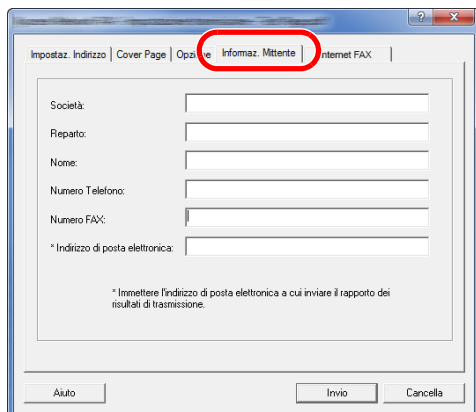 Impostaz. Indirizzo Cover Page Informaz. Mittente nternet FAX
Società:
Reparto:
Nome:
Numero Telefono:
Numero FAX:
* Indirizzo di posta elettronica:
* Immettere l'indirizzo di posta elettronica a cui inviare il rapporto dei
risultati di trasmissione.
Aiuto Invio Cancella